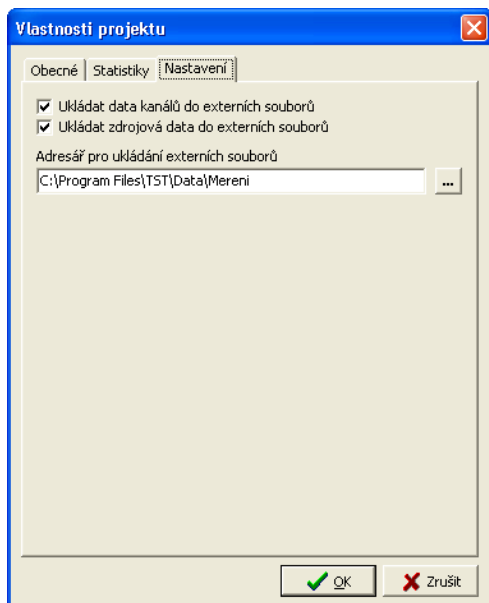 Vlastnosti projektu
Obecné Statistiky Nastavení
Ukládat data kanálů do externích souborů
Ukládat zdrojová data do externích souborů
Adresář pro ukládání externích souborů
C:\Program Files\TST\Data\Mereni ...
OK Zrušit